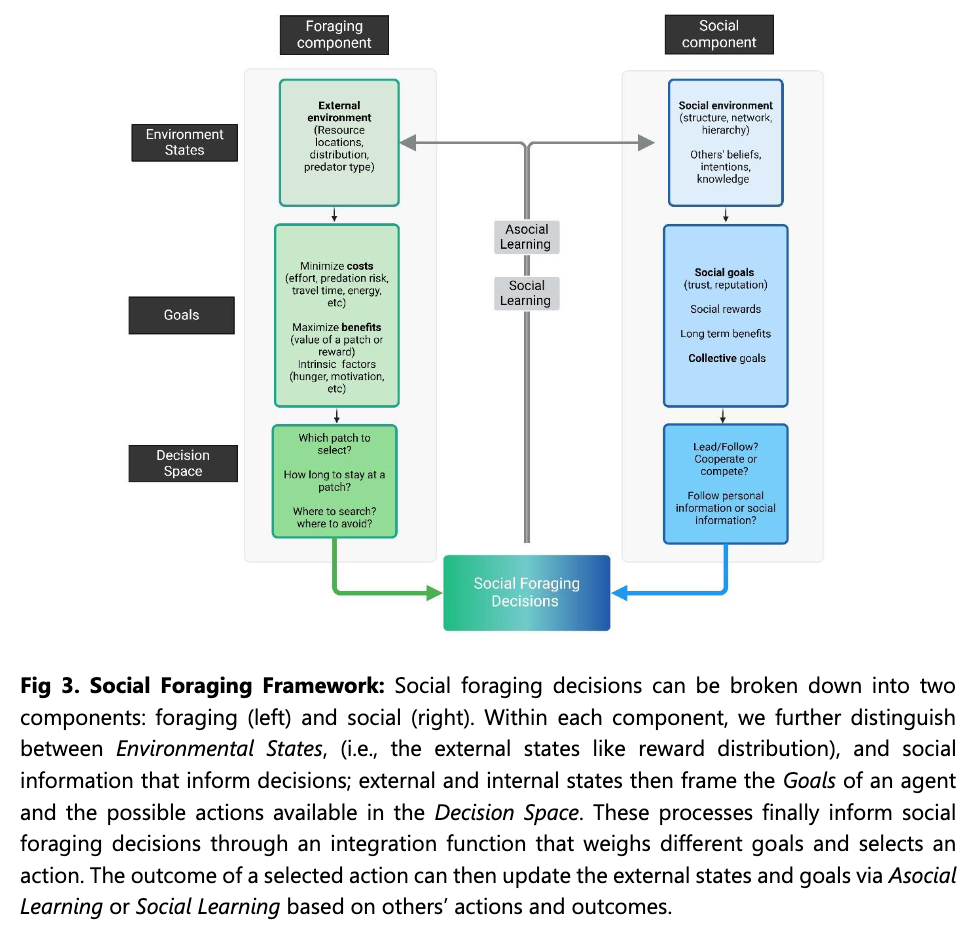 Foraging
component
Social
component
Environment
States
External
environment
(Resource
locations,
distribution,
predator type)
Social environment
(structure, network,
hierarchy)
Others' beliefs,
intentions,
knowledge
Asocial
Learning
Social
Learning
Goals
Minimize costs
(effort, predation risk,
travel time, energy,
etc)
Maximize benefits
(value of a patch or
reward)
Intrinsic factors
(hunger, motivation,
etc)
Social goals
(trust, reputation)
Social rewards
Long term benefits
Collective goals
Decision
Space
Which patch to
select?
How long to stay at a
patch?
Where to search?
where to avoid?
Lead/Follow?
Cooperate or
compete?
Follow personal
information or social
information?
Social Foraging
Decisions
Fig 3. Social Foraging Framework: Social foraging decisions can be broken down into two
components: foraging (left) and social (right). Within each component, we further distinguish
between Environmental States, (i.e., the external states like reward distribution), and social
information that inform decisions; external and internal states then frame the Goals of an agent
and the possible actions available in the Decision Space. These processes finally inform social
foraging decisions through an integration function that weighs different goals and selects an
action. The outcome of a selected action can then update the external states and goals via Asocial
Learning or Social Learning based on others' actions and outcomes.